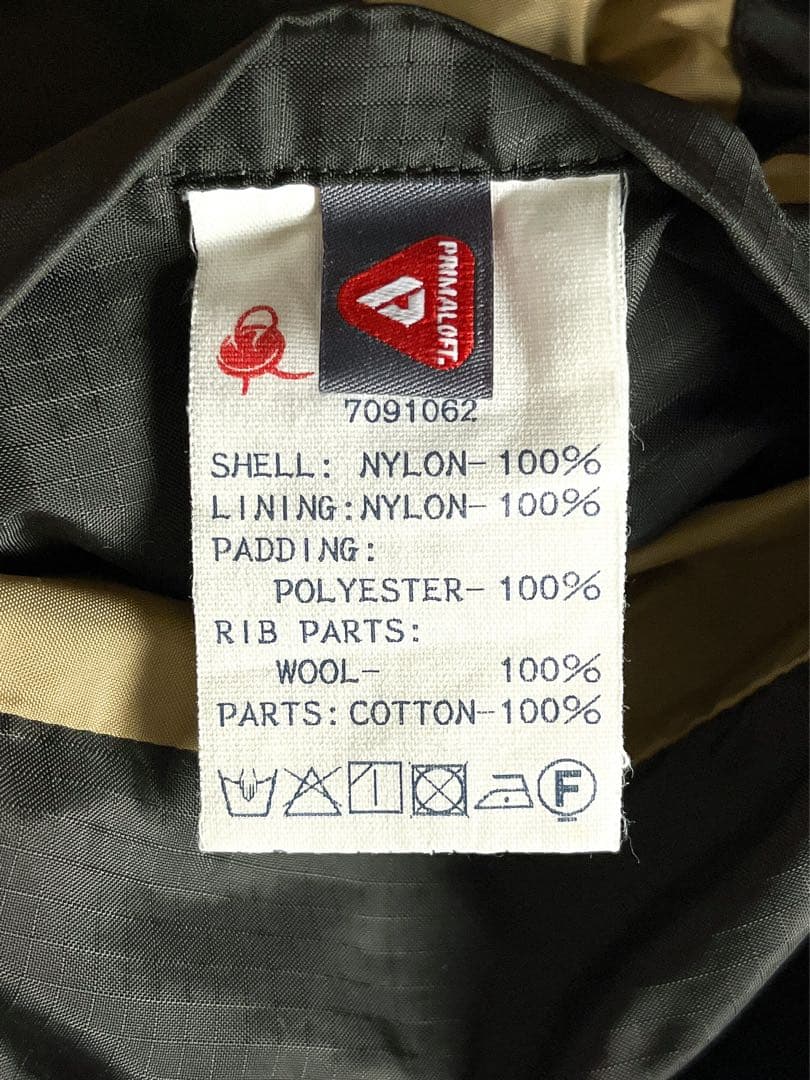 PRIMALOFT.
7091062
SHELL: NYLON-100%
LINING:NYLON-100%
PADDING:
POLYESTER-100%
RIB PARTS:
WOOL- 100%
PARTS:COTTON-100%
F